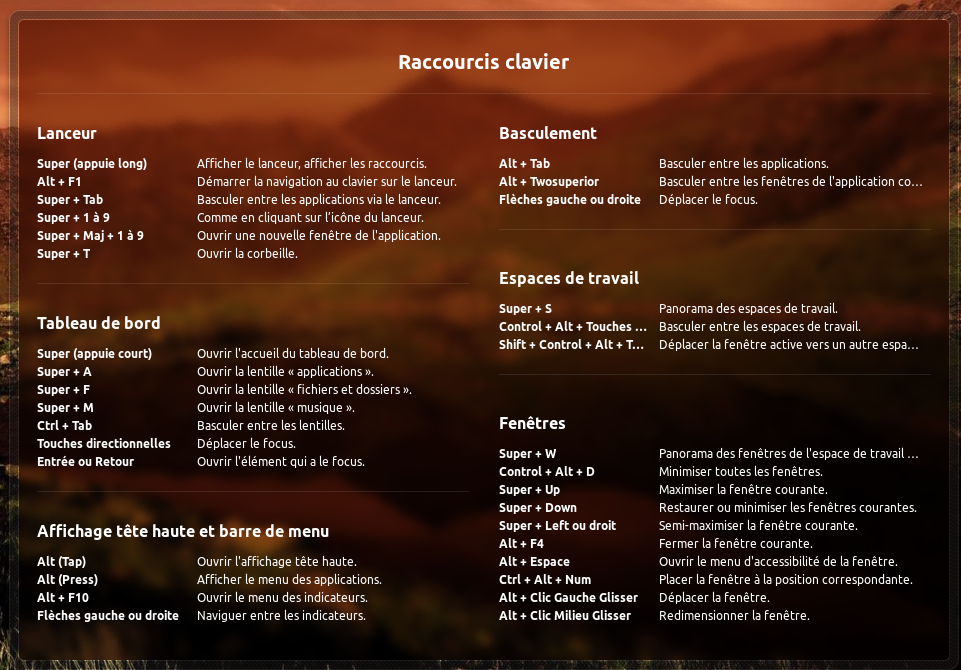 Raccourcis clavier
Lanceur
Super (appuie long) Afficher le lanceur, afficher les raccourcis.
Alt + F1 Démarrer la navigation au clavier sur le lanceur.
Super + Tab Basculer entre les applications via le lanceur.
Super + 1 à 9 Comme en cliquant sur l’icône du lanceur.
Super + Maj + 1 à 9 Ouvrir une nouvelle fenêtre de l'application.
Super + T Ouvrir la corbeille.
Tableau de bord
Super (appuie court) Ouvrir l'accueil du tableau de bord.
Super + A Ouvrir la lentille « applications ».
Super + F Ouvrir la lentille « fichiers et dossiers ».
Super + M Ouvrir la lentille « musique ».
Ctrl + Tab Basculer entre les lentilles.
Touches directionnelles Déplacer le focus.
Entrée ou Retour Ouvrir l'élément qui a le focus.
Affichage tête haute et barre de menu
Alt (Tap) Ouvrir l'affichage tête haute.
Alt (Press) Afficher le menu des applications.
Alt + F10 Ouvrir le menu des indicateurs.
Flèches gauche ou droite Naviguer entre les indicateurs.
Basculement
Alt + Tab Basculer entre les applications.
Alt + Twosuperior Basculer entre les fenêtres de l'application co…
Flèches gauche ou droite Déplacer le focus.
Espaces de travail
Super + S Panorama des espaces de travail.
Control + Alt + Touches … Basculer entre les espaces de travail.
Shift + Control + Alt + T… Déplacer la fenêtre active vers un autre espa…
Fenêtres
Super + W Panorama des fenêtres de l'espace de travail …
Control + Alt + D Minimiser toutes les fenêtres.
Super + Up Maximiser la fenêtre courante.
Super + Down Restaurer ou minimiser les fenêtres courantes.
Super + Left ou droit Semi-maximiser la fenêtre courante.
Alt + F4 Fermer la fenêtre courante.
Alt + Espace Ouvrir le menu d'accessibilité de la fenêtre.
Ctrl + Alt + Num Placer la fenêtre à la position correspondante.
Alt + Clic Gauche Glisser Déplacer la fenêtre.
Alt + Clic Milieu Glisser Redimensionner la fenêtre.